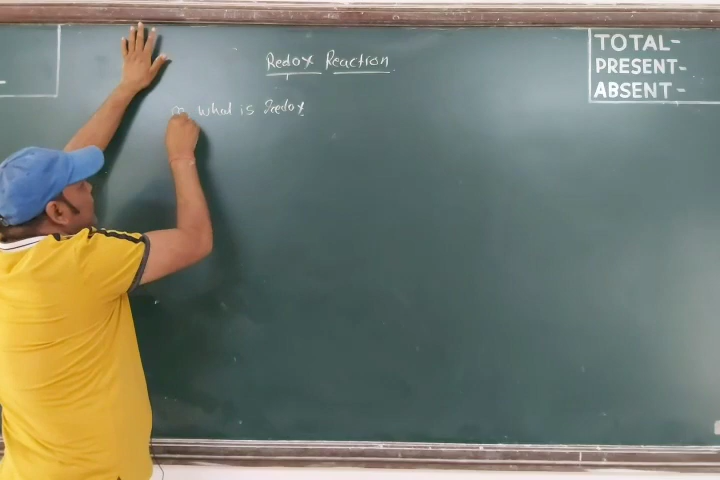 Redox Reaction
What is Redox
TOTAL-
PRESENT-
ABSENT-